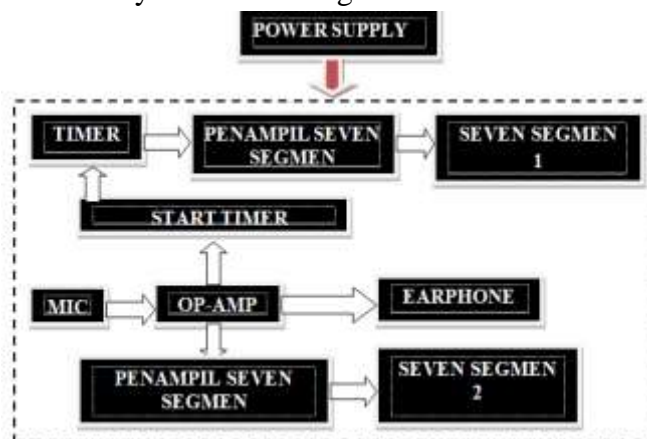 POWER SUPPLY
TIMER
PENAMPIL SEVEN
SEGMEN
SEVEN SEGMEN
1
START TIMER
MIC
OP-AMP
EARPHONE
PENAMPIL SEVEN
SEGMEN
SEVEN SEGMEN
2